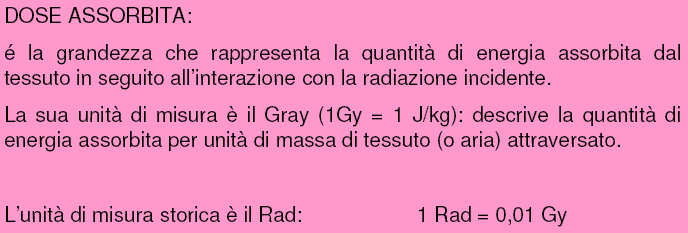 DOSE ASSORBITA:
é la grandezza che rappresenta la quantità di energia assorbita dal
tessuto in seguito all'interazione con la radiazione incidente.
La sua unità di misura è il Gray (1Gy = 1 J/kg): descrive la quantità di
energia assorbita per unità di massa di tessuto (o aria) attraversato.
L'unità di misura storica è il Rad: 1 Rad = 0,01 Gy